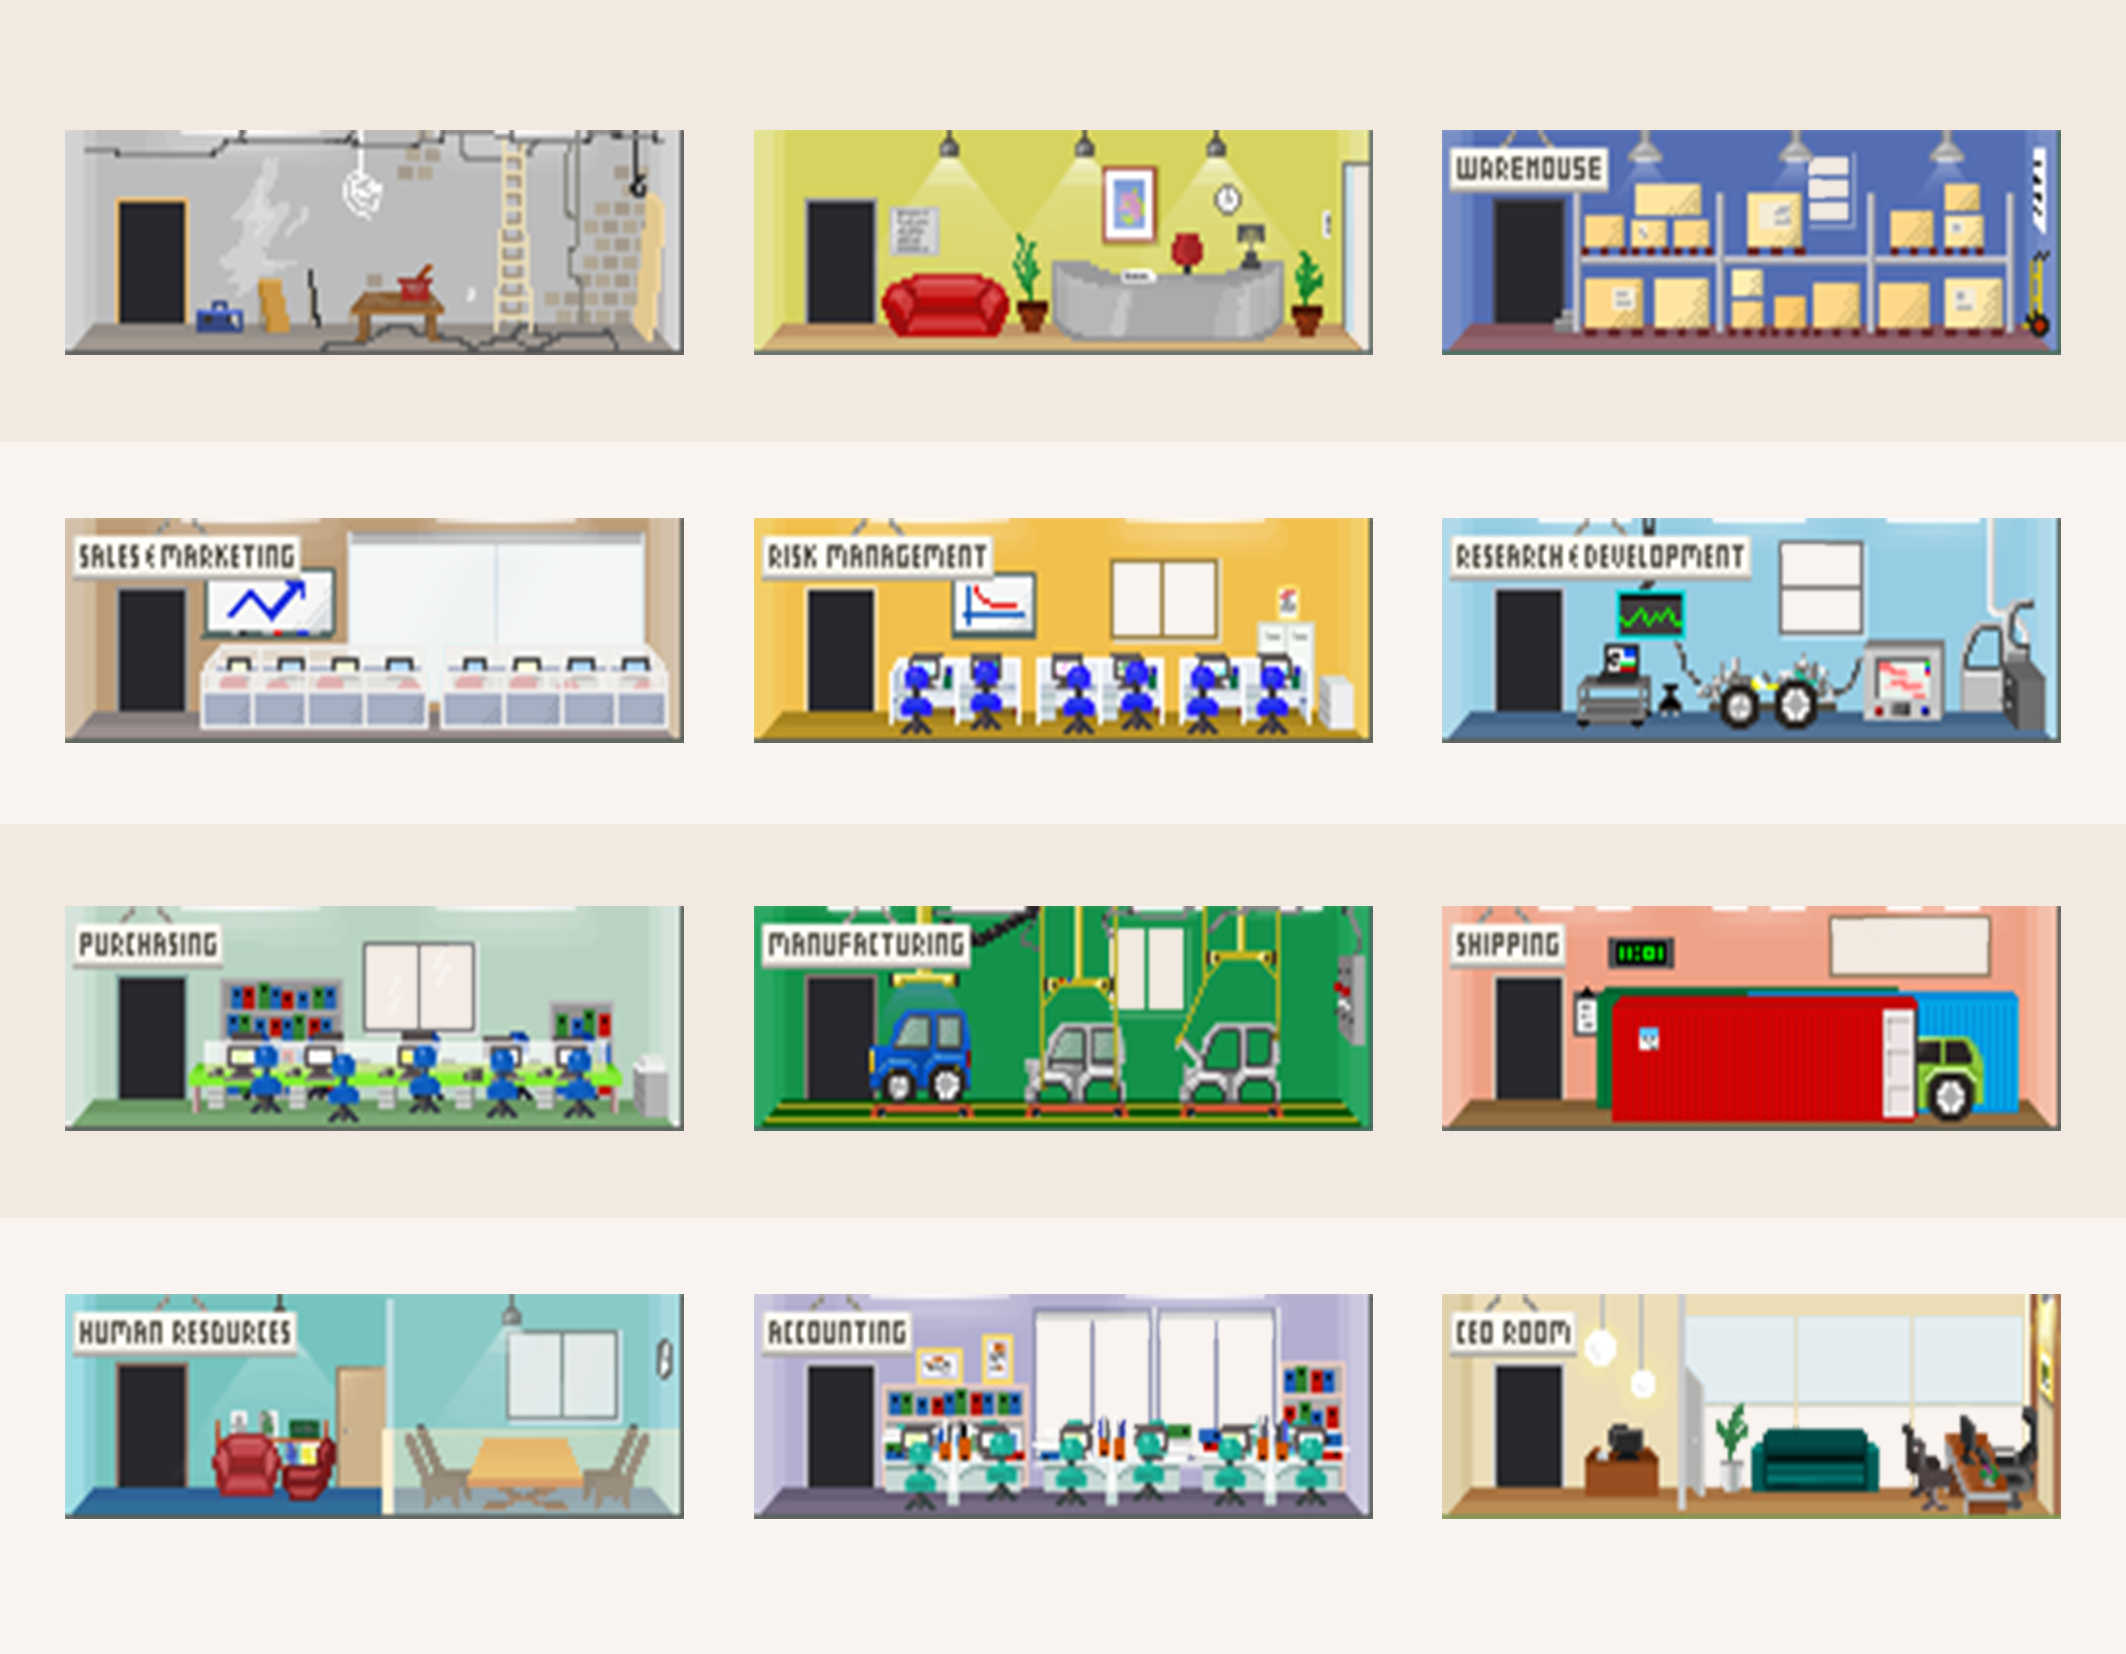 WAREHOUSE
SALES & MARKETING
RISK MANAGEMENT
RESEARCH & DEVELOPMENT
PURCHASING
MANUFACTURING
SHIPPING
11:01
HUMAN RESOURCES
ACCOUNTING
CEO ROOM